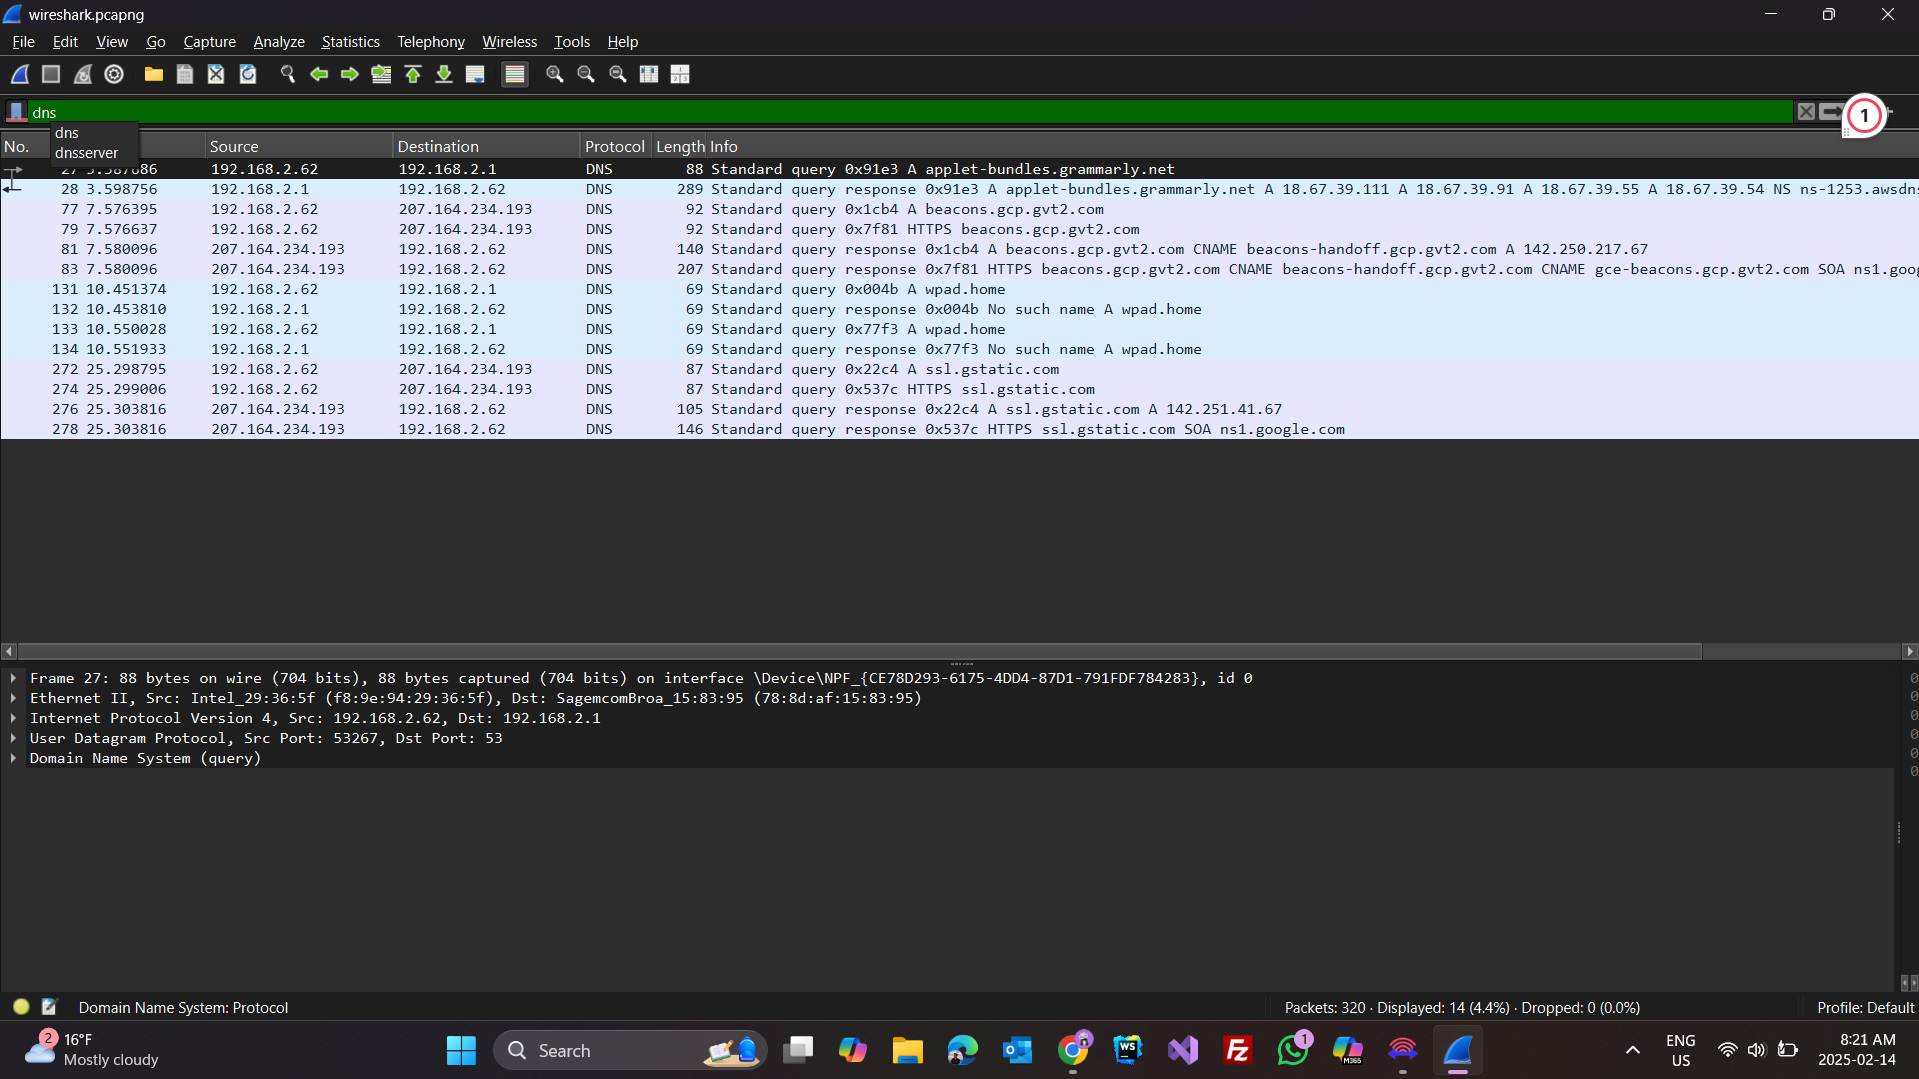 wireshark.pcapng
File Edit View Go Capture Analyze Statistics Telephony Wireless Tools Help
dns
1
dns
dnsserver
No. Source Destination Protocol Length Info
27 192.168.2.62 192.168.2.1 DNS 88 Standard query 0x91e3 A applet-bundles.grammarly.net
28 3.598756 192.168.2.1 192.168.2.62 DNS 289 Standard query response 0x91e3 A applet-bundles.grammarly.net A 18.67.39.111 A 18.67.39.91 A 18.67.39.55 A 18.67.39.54 NS ns-1253.awsdns
77 7.576395 192.168.2.62 207.164.234.193 DNS 92 Standard query 0x1cb4 A beacons.gcp.gvt2.com
79 7.576637 192.168.2.62 207.164.234.193 DNS 92 Standard query 0x7f81 HTTPS beacons.gcp.gvt2.com
81 7.580096 207.164.234.193 192.168.2.62 DNS 140 Standard query response 0x1cb4 A beacons.gcp.gvt2.com CNAME beacons-handoff.gcp.gvt2.com A 142.250.217.67
83 7.580096 207.164.234.193 192.168.2.62 DNS 207 Standard query response 0x7f81 HTTPS beacons.gcp.gvt2.com CNAME beacons-handoff.gcp.gvt2.com CNAME gce-beacons.gcp.gvt2.com SOA ns1.goog
131 10.451374 192.168.2.62 192.168.2.1 DNS 69 Standard query 0x004b A wpad.home
132 10.453810 192.168.2.1 192.168.2.62 DNS 69 Standard query response 0x004b No such name A wpad.home
133 10.550028 192.168.2.62 192.168.2.1 DNS 69 Standard query 0x77f3 A wpad.home
134 10.551933 192.168.2.1 192.168.2.62 DNS 69 Standard query response 0x77f3 No such name A wpad.home
272 25.298795 192.168.2.62 207.164.234.193 DNS 87 Standard query 0x22c4 A ssl.gstatic.com
274 25.299006 192.168.2.62 207.164.234.193 DNS 87 Standard query 0x537c HTTPS ssl.gstatic.com
276 25.303816 207.164.234.193 192.168.2.62 DNS 105 Standard query response 0x22c4 A ssl.gstatic.com A 142.251.41.67
278 25.303816 207.164.234.193 192.168.2.62 DNS 146 Standard query response 0x537c HTTPS ssl.gstatic.com SOA ns1.google.com
Frame 27: 88 bytes on wire (704 bits), 88 bytes captured (704 bits) on interface \Device\NPF_{CE78D293-6175-4DD4-87D1-791FDF784283}, id 0
Ethernet II, Src: Intel_29:36:5f (f8:9e:94:29:36:5f), Dst: SagemcomBroa_15:83:95 (78:8d:af:15:83:95)
Internet Protocol Version 4, Src: 192.168.2.62, Dst: 192.168.2.1
User Datagram Protocol, Src Port: 53267, Dst Port: 53
Domain Name System (query)
0
0
0
0
0
0
Domain Name System: Protocol Packets: 320 · Displayed: 14 (4.4%) · Dropped: 0 (0.0%) Profile: Default
2 16°F
Mostly cloudy
Search
WS
Fz
1
M365
ENG
US
8:21 AM
2025-02-14